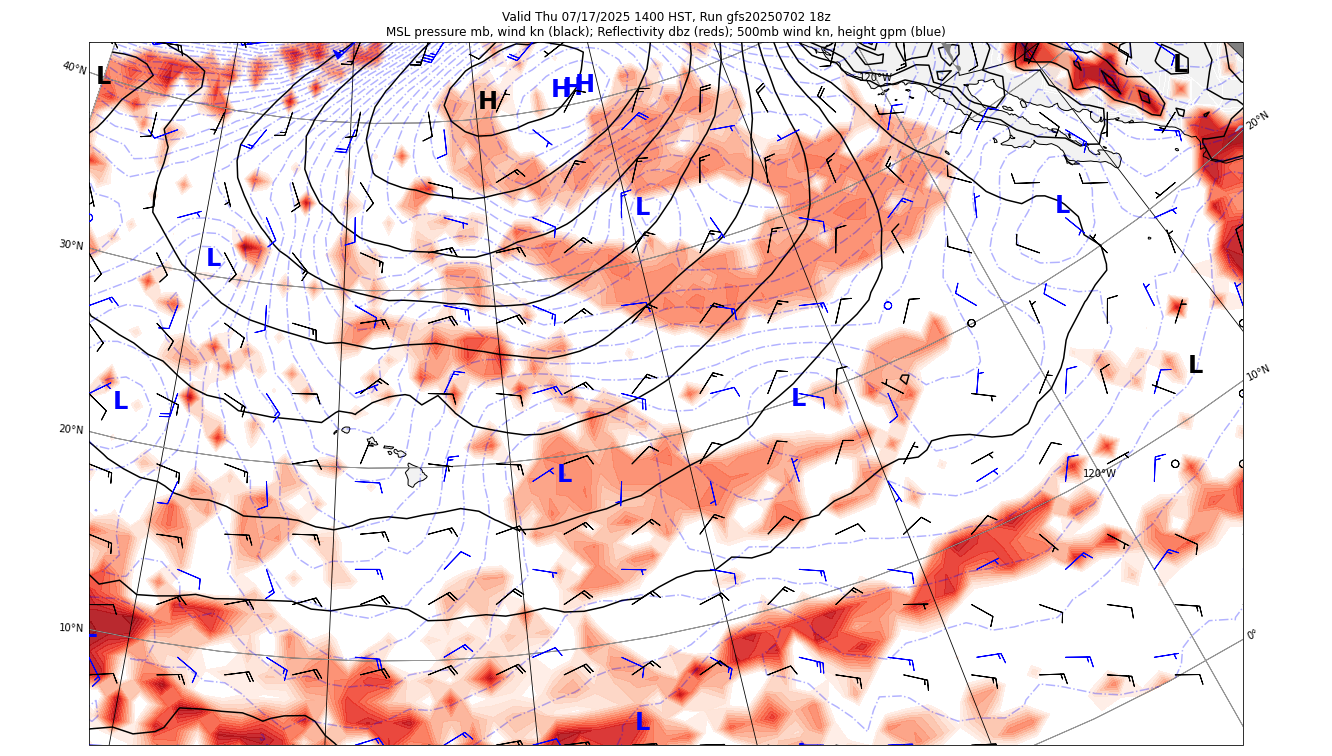 Valid Thu 07/17/2025 1400 HST, Run gfs20250702 18z
MSL pressure mb, wind kn (black); Reflectivity dbz (reds); 500mb wind kn, height gpm (blue)
40°N
L
H
H
H
H
120°W
L
20°N
L
L
30°N
L
L
10°N
L
L
20°N
L
120°W
10°N
0°
L